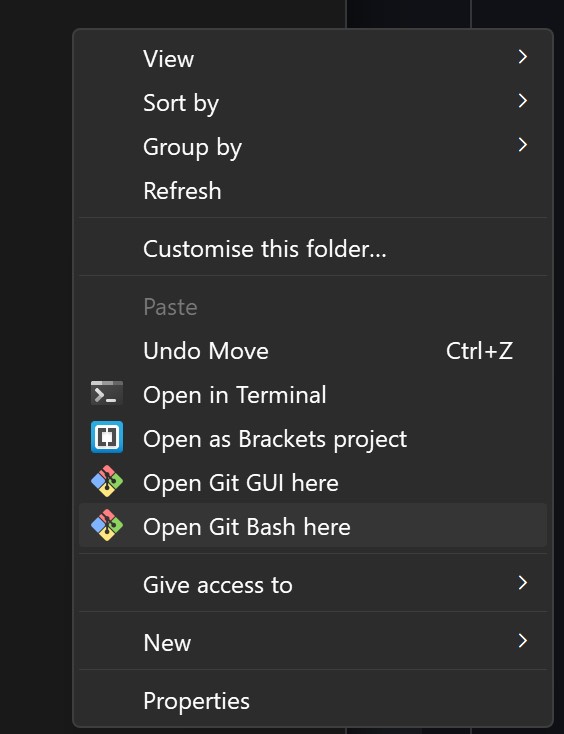 View
Sort by
Group by
Refresh
Customise this folder...
Paste
Undo Move Ctrl+Z
Open in Terminal
Open as Brackets project
Open Git GUI here
Open Git Bash here
Give access to
New
Properties